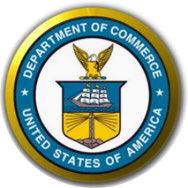 DEPARTMENT OF COMMERCE
UNITED STATES OF AMERICA